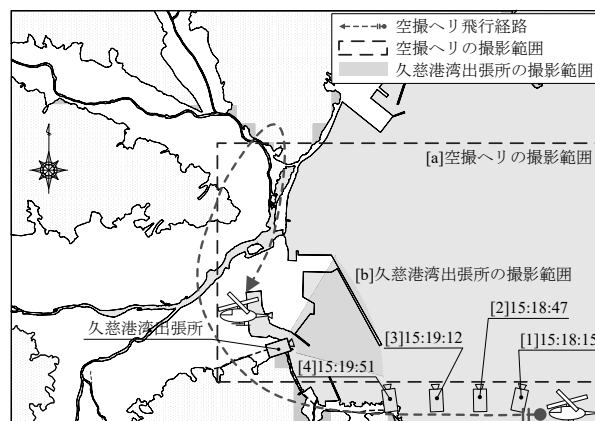 空撮ヘリ飛行経路
空撮ヘリの撮影範囲
久慈港湾出張所の撮影範囲
[a]空撮ヘリの撮影範囲
[b]久慈港湾出張所の撮影範囲
[2]15:18:47
久慈港湾出張所
[3]15:19:12
[1]15:18:15
[4]15:19:51